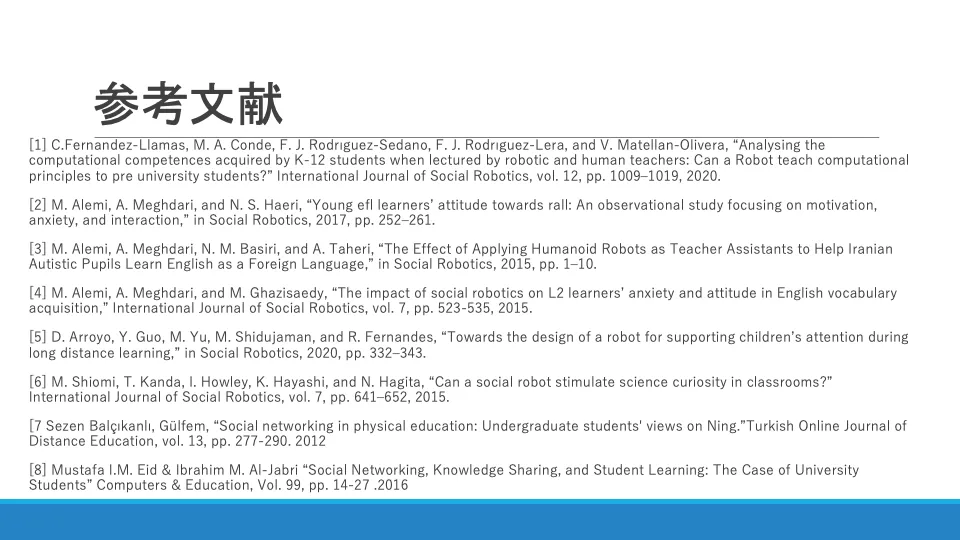 参考文献
[1] C.Fernandez-Llamas, M. A. Conde, F. J. Rodrıguez-Sedano, F. J. Rodrıguez-Lera, and V. Matellan-Olivera, “Analysing the
computational competences acquired by K-12 students when lectured by robotic and human teachers: Can a Robot teach computational
principles to pre university students?” International Journal of Social Robotics, vol. 12, pp. 1009–1019, 2020.
[2] M. Alemi, A. Meghdari, and N. S. Haeri, “Young efl learners’ attitude towards rall: An observational study focusing on motivation,
anxiety, and interaction,” in Social Robotics, 2017, pp. 252–261.
[3] M. Alemi, A. Meghdari, N. M. Basiri, and A. Taheri, “The Effect of Applying Humanoid Robots as Teacher Assistants to Help Iranian
Autistic Pupils Learn English as a Foreign Language,” in Social Robotics, 2015, pp. 1–10.
[4] M. Alemi, A. Meghdari, and M. Ghazisaedy, “The impact of social robotics on L2 learners’ anxiety and attitude in English vocabulary
acquisition,” International Journal of Social Robotics, vol. 7, pp. 523-535, 2015.
[5] D. Arroyo, Y. Guo, M. Yu, M. Shidujaman, and R. Fernandes, “Towards the design of a robot for supporting children’s attention during
long distance learning,” in Social Robotics, 2020, pp. 332–343.
[6] M. Shiomi, T. Kanda, I. Howley, K. Hayashi, and N. Hagita, “Can a social robot stimulate science curiosity in classrooms?”
International Journal of Social Robotics, vol. 7, pp. 641–652, 2015.
[7 Sezen Balçıkanlı, Gülfem, “Social networking in physical education: Undergraduate students' views on Ning.”Turkish Online Journal of
Distance Education, vol. 13, pp. 277-290. 2012
[8] Mustafa I.M. Eid & Ibrahim M. Al-Jabri “Social Networking, Knowledge Sharing, and Student Learning: The Case of University
Students” Computers & Education, Vol. 99, pp. 14-27 .2016